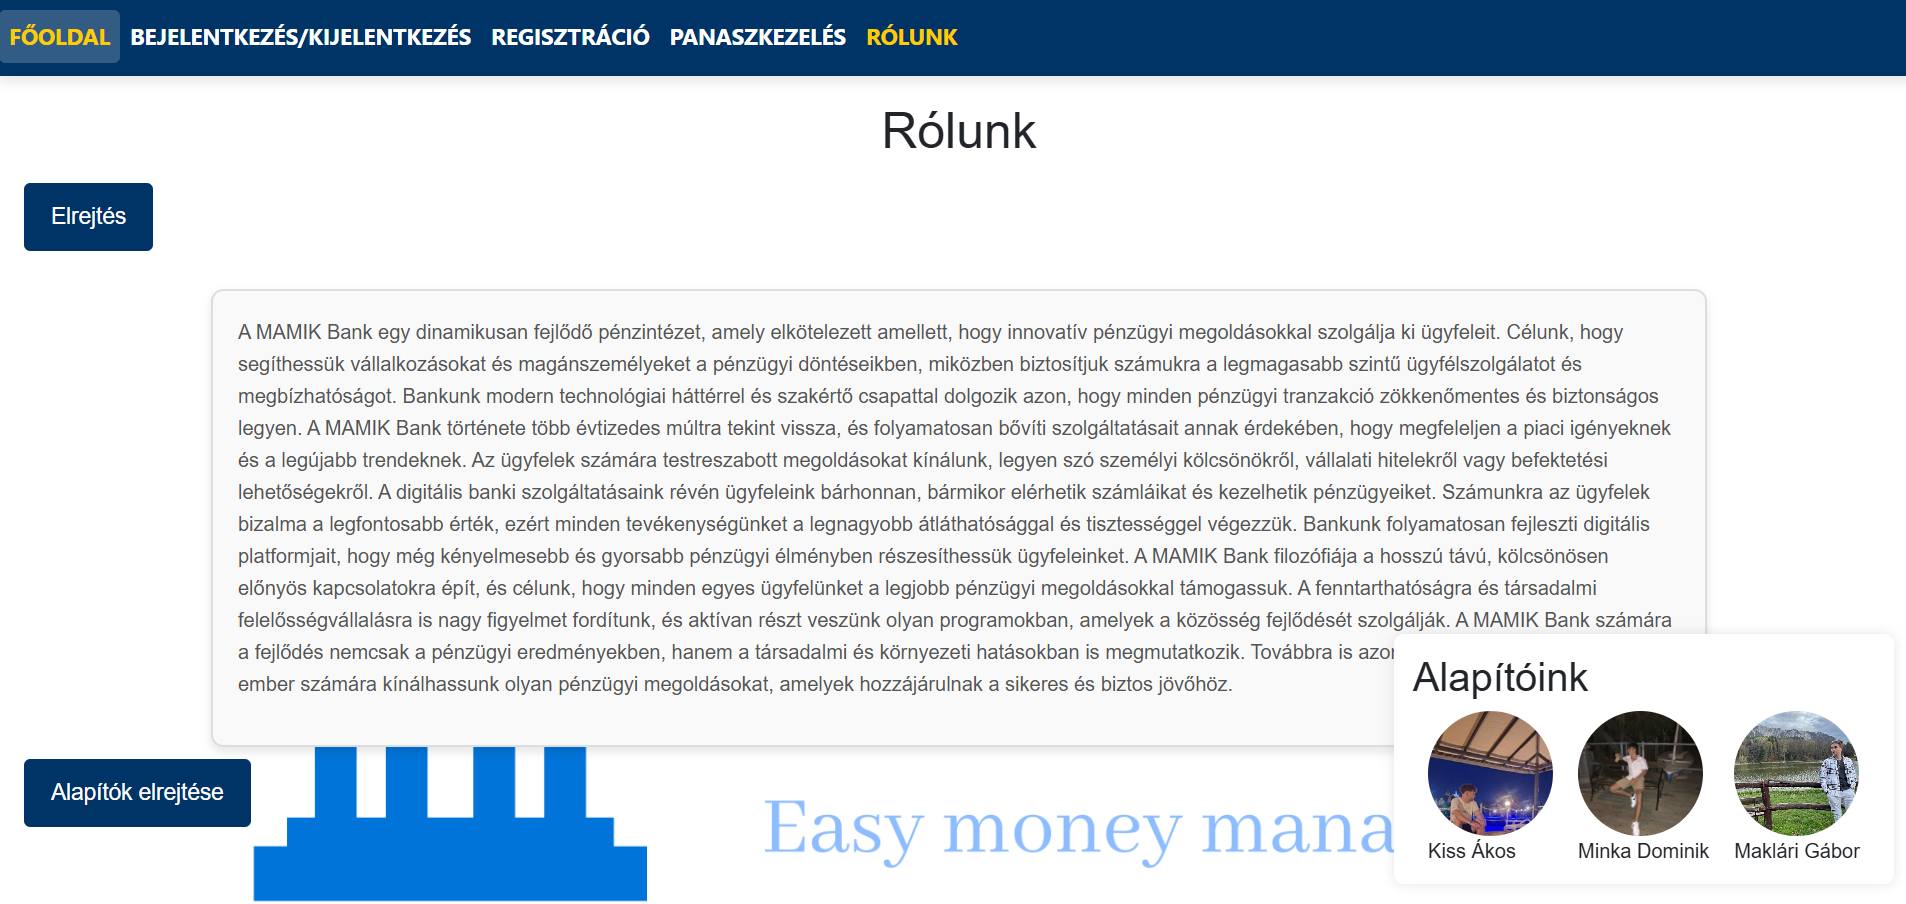 FŐOLDAL BEJELENTKEZÉS/KIJELENTKEZÉS REGISZTRÁCIÓ PANASZKEZELÉS RÓLUNK
Rólunk
Elrejtés
A MAMIK Bank egy dinamikusan fejlődő pénzintézet, amely elkötelezett amellett, hogy innovatív pénzügyi megoldásokkal szolgálja ki ügyfeleit. Célunk, hogy
segíthessük vállalkozásokat és magánszemélyeket a pénzügyi döntéseikben, miközben biztosítjuk számukra a legmagasabb szintű ügyfélszolgálatot és
megbízhatóságot. Bankunk modern technológiai háttérrel és szakértő csapattal dolgozik azon, hogy minden pénzügyi tranzakció zökkenőmentes és biztonságos
legyen. A MAMIK Bank története több évtizedes múltra tekint vissza, és folyamatosan bővíti szolgáltatásait annak érdekében, hogy megfeleljen a piaci igényeknek
és a legújabb trendeknek. Az ügyfelek számára testreszabott megoldásokat kínálunk, legyen szó személyi kölcsönökről, vállalati hitelekről vagy befektetési
lehetőségekről. A digitális banki szolgáltatásaink révén ügyfeleink bárhonnan, bármikor elérhetik számláikat és kezelhetik pénzügyeiket. Számunkra az ügyfelek
bizalma a legfontosabb érték, ezért minden tevékenységünket a legnagyobb átláthatósággal és tisztességgel végezzük. Bankunk folyamatosan fejleszti digitális
platformjait, hogy még kényelmesebb és gyorsabb pénzügyi élményben részesíthessük ügyfeleinket. A MAMIK Bank filozófiája a hosszú távú, kölcsönösen
előnyös kapcsolatokra épít, és célunk, hogy minden egyes ügyfelünket a legjobb pénzügyi megoldásokkal támogassuk. A fenntarthatóságra és társadalmi
felelősségvállalásra is nagy figyelmet fordítunk, és aktívan részt veszünk olyan programokban, amelyek a közösség fejlődését szolgálják. A MAMIK Bank számára
a fejlődés nemcsak a pénzügyi eredményekben, hanem a társadalmi és környezeti hatásokban is megmutatkozik. Továbbra is
ember számára kínálhassunk olyan pénzügyi megoldásokat, amelyek hozzájárulnak a sikeres és biztos jövőhöz.
Alapítóink
Kiss Ákos Minka Dominik Maklári Gábor
Alapítók elrejtése
Easy money mana